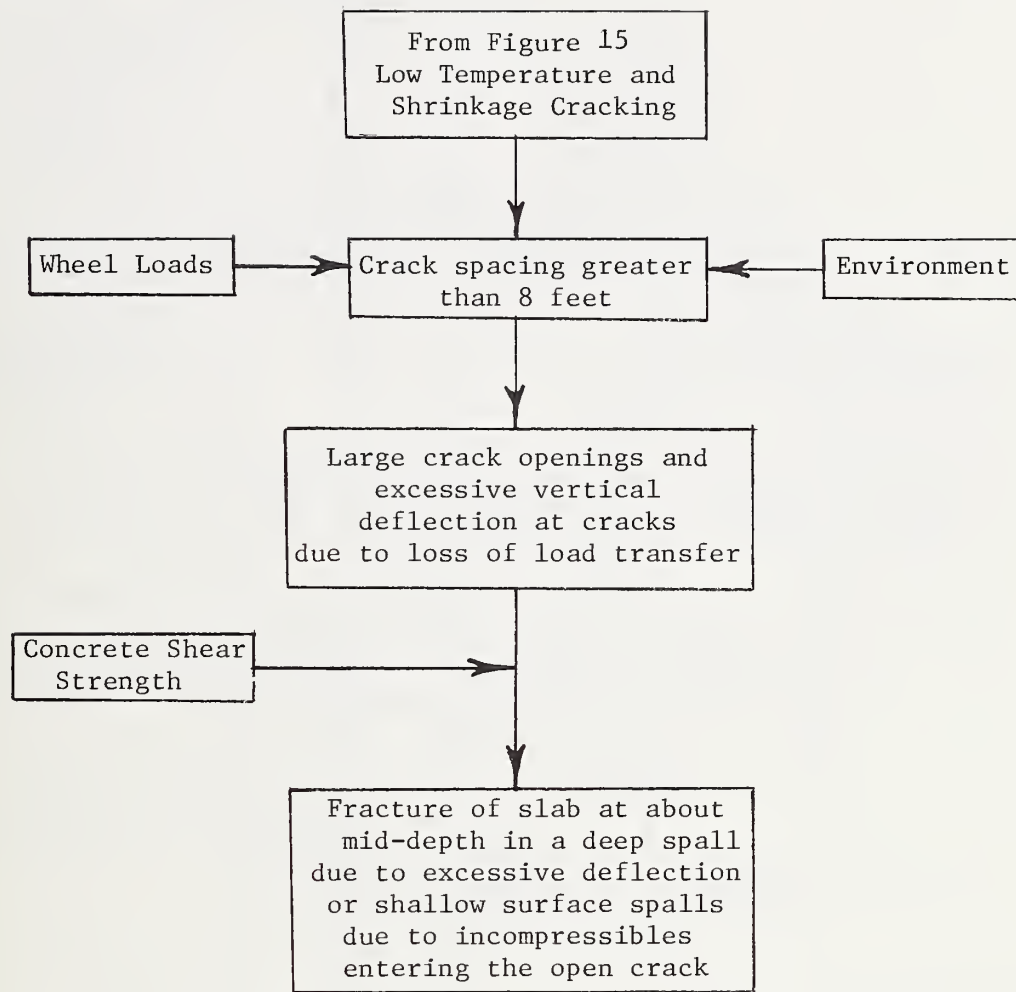 From Figure 15
Low Temperature and
Shrinkage Cracking
Wheel Loads
Crack spacing greater
than 8 feet
Environment
Large crack openings and
excessive vertical
deflection at cracks
due to loss of load transfer
Concrete Shear
Strength
Fracture of slab at about
mid-depth in a deep spall
due to excessive deflection
or shallow surface spalls
due to incompressibles
entering the open crack